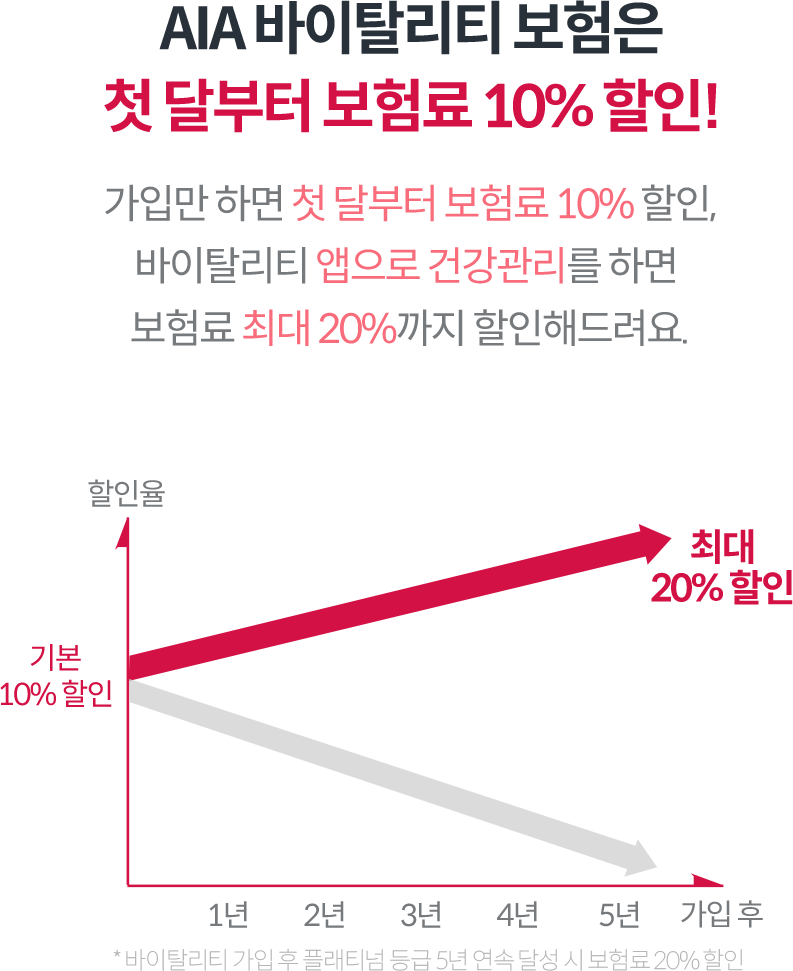 AIA 바이탈리티 보험은
첫 달부터 보험료 10% 할인!
가입만 하면 첫 달부터 보험료 10% 할인,
바이탈리티 앱으로 건강관리를 하면
보험료 최대 20%까지 할인해드려요.
할인율
최대
20% 할인
기본
10% 할인
1년 2년 3년 4년 5년 가입 후
* 바이탈리티 가입 후 플래티넘 등급 5년 연속 달성 시 보험료 20% 할인